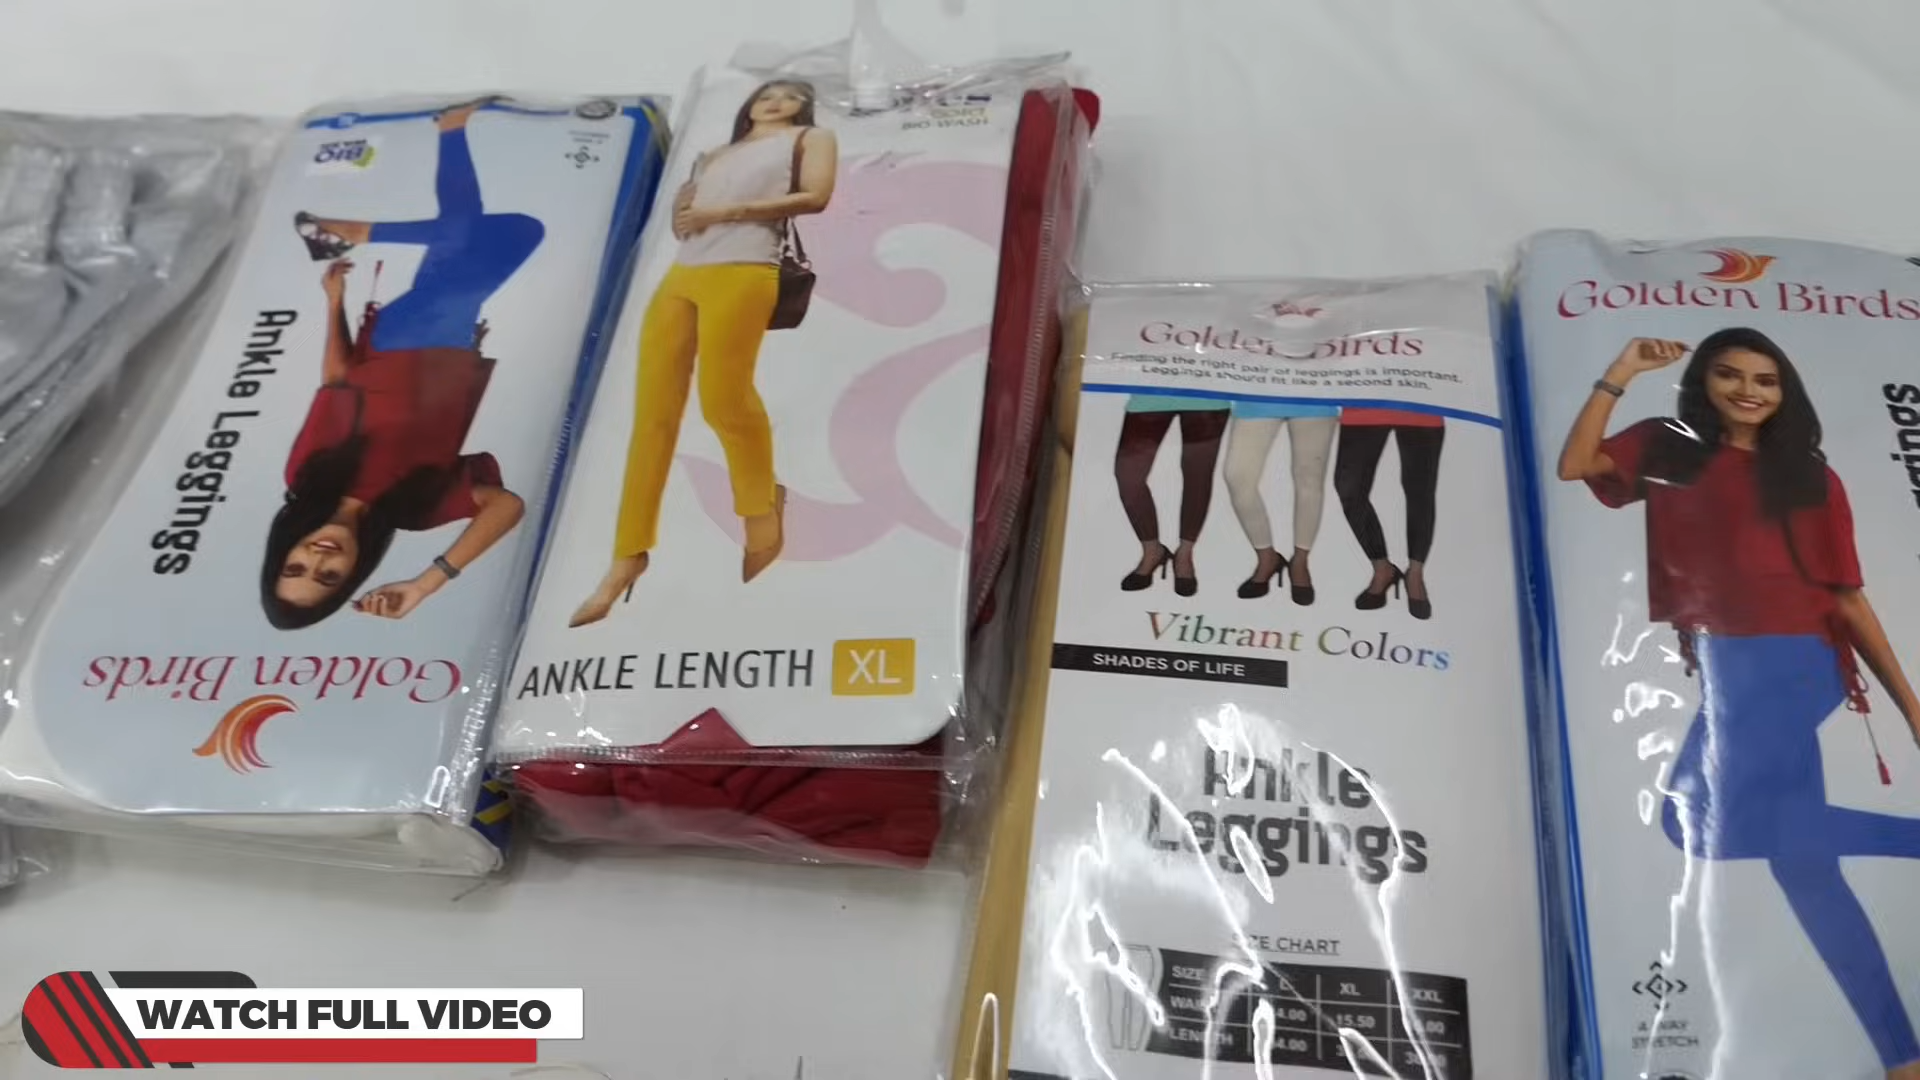 BIO
Ankle Leggings
Golden Birds
BIO-WASH
ANKLE LENGTH XL
Golden Birds
Finding the right pair of leggings is important.
Leggings should fit like a second skin.
Vibrant Colors
SHADES OF LIFE
Ankle
Leggings
SIZE CHART
SIZE L XL XXL
15.50
LENGTH
Golden Birds
STRETCH
WATCH FULL VIDEO